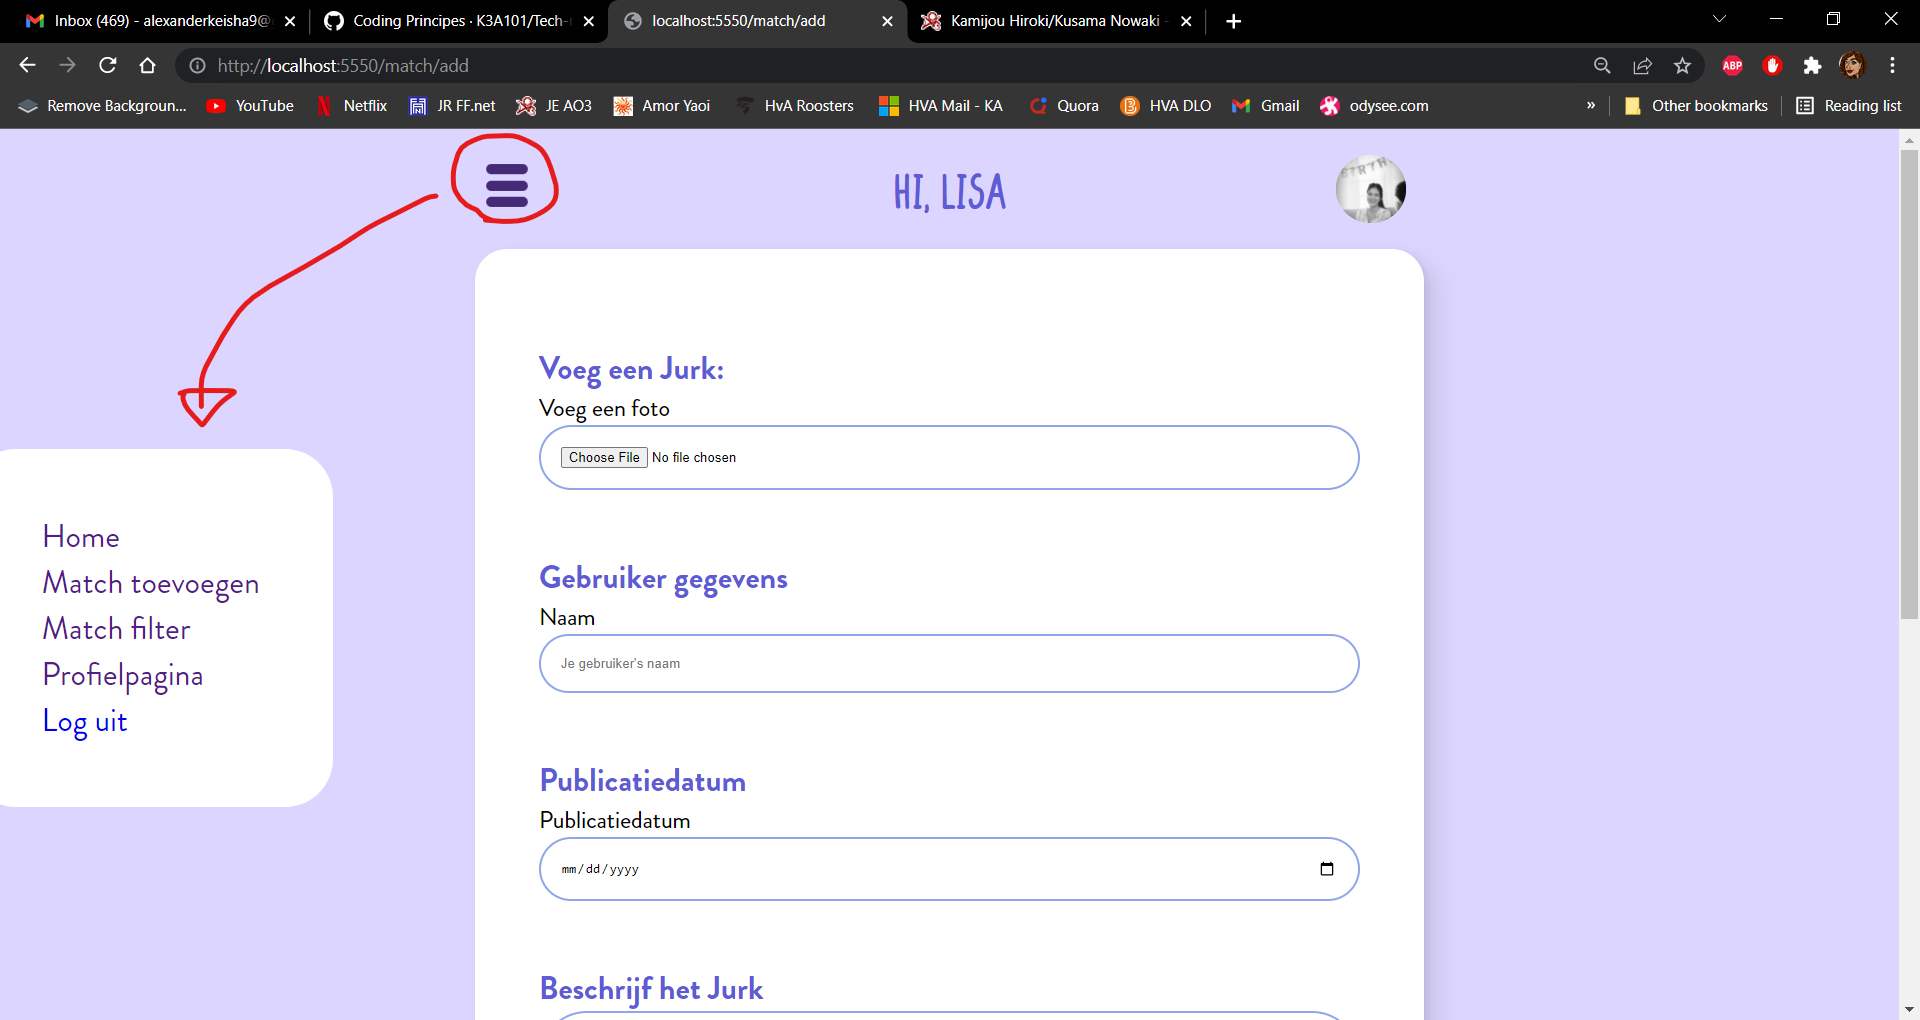 Inbox (469) - alexanderkeisha9@
Coding Principes · K3A101/Tech-
localhost:5550/match/add
Kamijou Hiroki/Kusama Nowaki -
http://localhost:5550/match/add
ABP
Remove Backgroun...
YouTube
Netflix
JR FF.net
JE AO3
Amor Yaoi
HvA Roosters
HVA Mail - KA
Quora
HVA DLO
Gmail
odysee.com
»
Other bookmarks
Reading list
HI, LISA
Voeg een Jurk:
Voeg een foto
Choose File No file chosen
Home
Match toevoegen
Match filter
Profielpagina
Log uit
Gebruiker gegevens
Naam
Je gebruiker's naam
Publicatiedatum
Publicatiedatum
mm/dd/yyyy
Beschrijf het Jurk